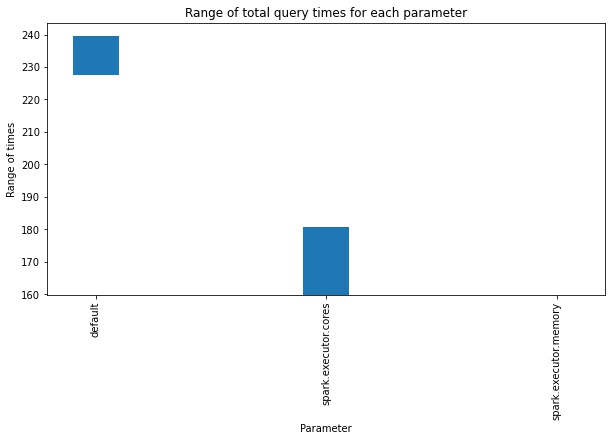 Range of total query times for each parameter
Range of times
240
230
220
210
200
190
180
170
160
default
spark.executor.cores
spark.executor.memory
Parameter